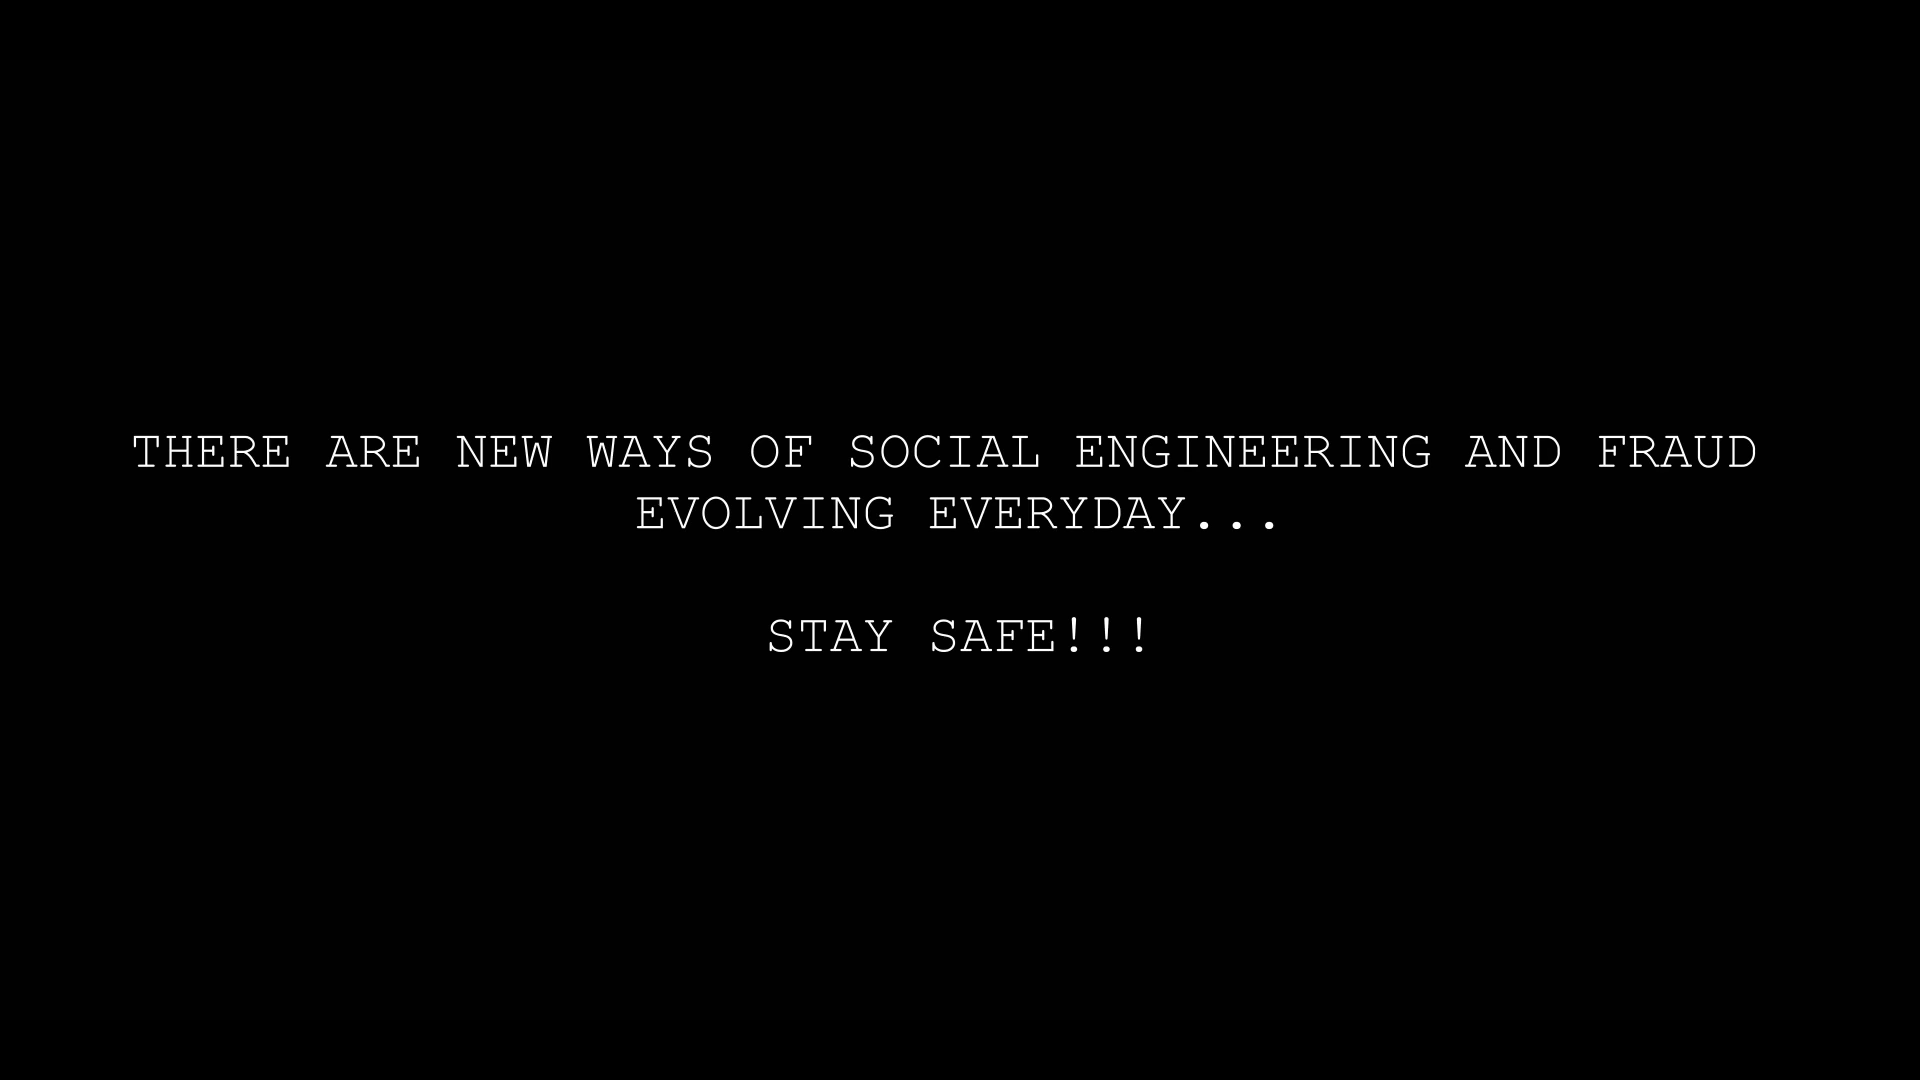 THERE ARE NEW WAYS OF SOCIAL ENGINEERING AND FRAUD
EVOLVING EVERYDAY...
STAY SAFE!!!